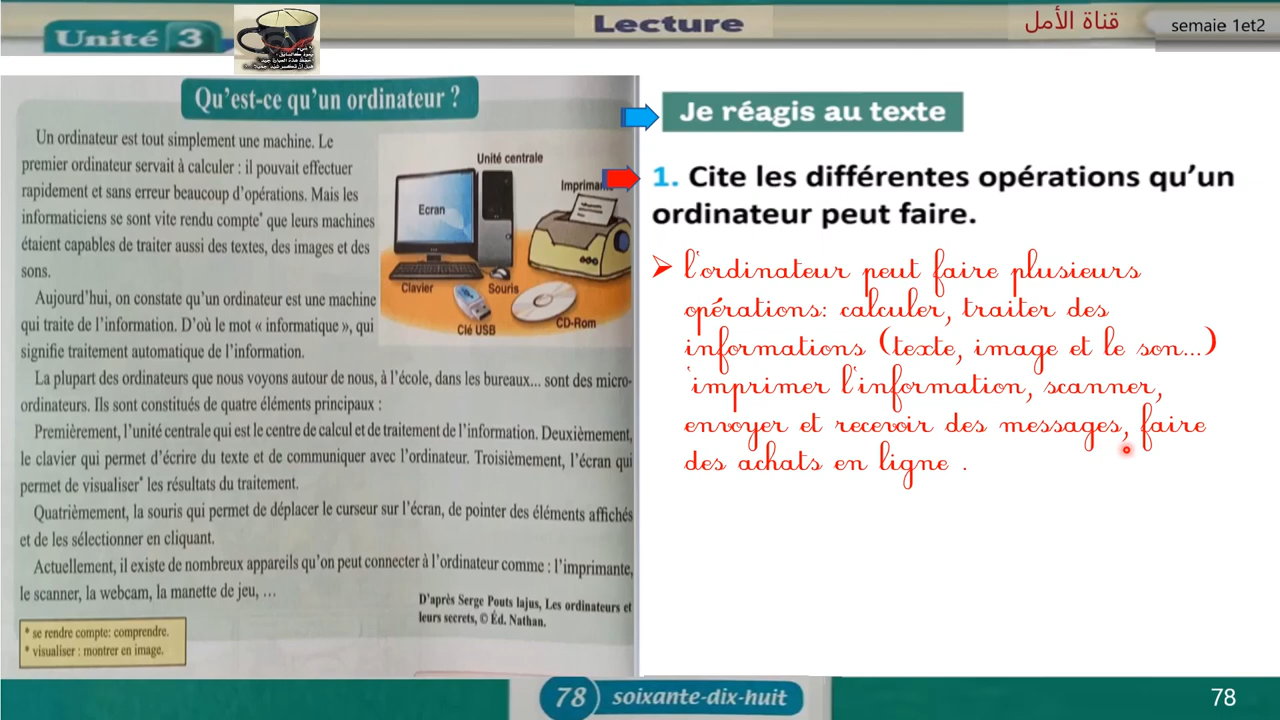 Unité 3
Lecture
قناة الأمل
semaie 1et2
Qu'est-ce qu'un ordinateur ?
Un ordinateur est tout simplement une machine. Le
premier ordinateur servait à calculer : il pouvait effectuer
rapidement et sans erreur beaucoup d'opérations. Mais les
informaticiens se sont vite rendu compte* que leurs machines
étaient capables de traiter aussi des textes, des images et des
sons.
Aujourd'hui, on constate qu'un ordinateur est une machine
qui traite de l'information. D'où le mot « informatique », qui
signifie traitement automatique de l'information.
Unité centrale
Imprimante
Ecran
Clavier
Souris
Clé USB
CD-Rom
La plupart des ordinateurs que nous voyons autour de nous, à l'école, dans les bureaux... sont des micro-
ordinateurs. Ils sont constitués de quatre éléments principaux :
Premièrement, l'unité centrale qui est le centre de calcul et de traitement de l'information. Deuxièmement,
le clavier qui permet d'écrire du texte et de communiquer avec l'ordinateur. Troisièmement, l'écran qui
permet de visualiser* les résultats du traitement.
Quatrièmement, la souris qui permet de déplacer le curseur sur l'écran, de pointer des éléments affichés
et de les sélectionner en cliquant.
Actuellement, il existe de nombreux appareils qu'on peut connecter à l'ordinateur comme : l'imprimante,
le scanner, la webcam, la manette de jeu, ...
D'après Serge Pouts lajus, Les ordinateurs et
leurs secrets, © Éd. Nathan.
* se rendre compte: comprendre.
* visualiser : montrer en image.
Je réagis au texte
1. Cite les différentes opérations qu'un
ordinateur peut faire.
l'ordinateur peut faire plusieurs
opérations: calculer, traiter des
informations (texte, image et le son...)
'imprimer l'information, scanner,
envoyer et recevoir des messages, faire
des achats en ligne .
78 soixante-dix-huit
78